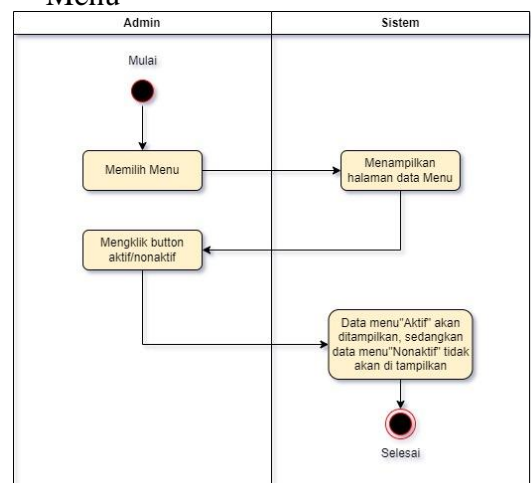 Menu
Admin
Sistem
Mulai
Memilih Menu
Menampilkan
halaman data Menu
Mengklik button
aktif/nonaktif
Data menu"Aktif" akan
ditampilkan, sedangkan
data menu"Nonaktif" tidak
akan di tampilkan
Selesai